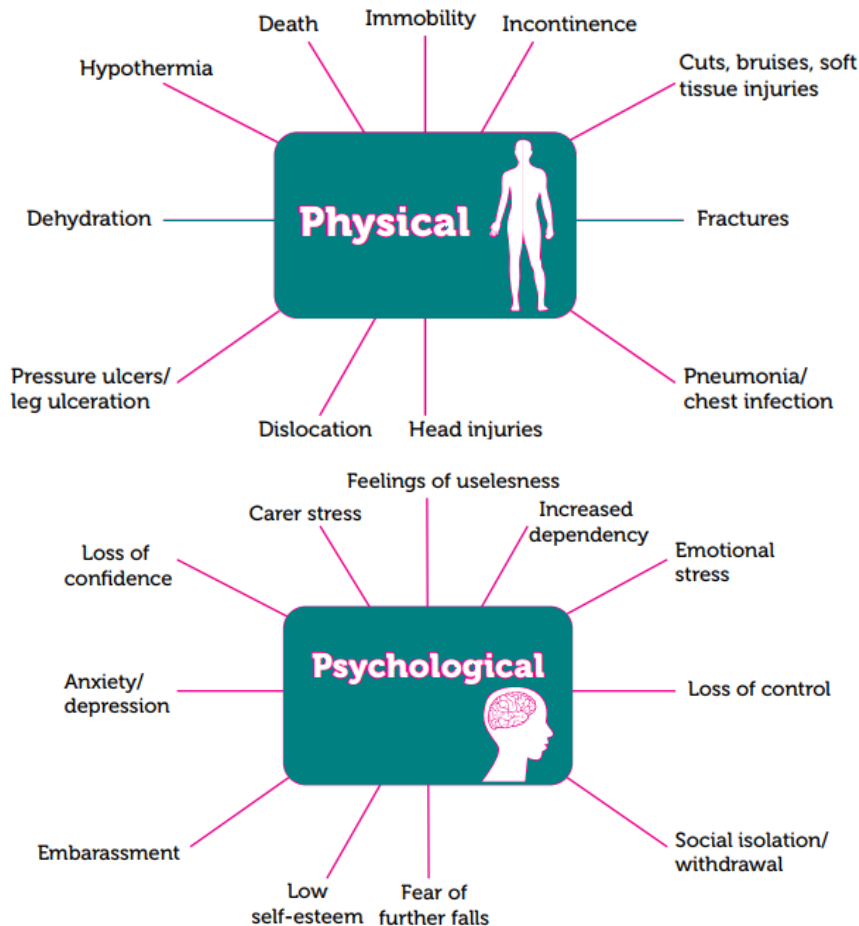 Death
Immobility
Incontinence
Hypothermia
Cuts, bruises, soft
tissue injuries
Physical
Dehydration
Fractures
Pressure ulcers/
leg ulceration
Pneumonia/
chest infection
Dislocation
Head injuries
Feelings of uselesness
Carer stress
Increased
dependency
Loss of
confidence
Emotional
stress
Psychological
Anxiety/
depression
Loss of control
Embarassment
Social isolation/
withdrawal
Low
self-esteem
Fear of
further falls